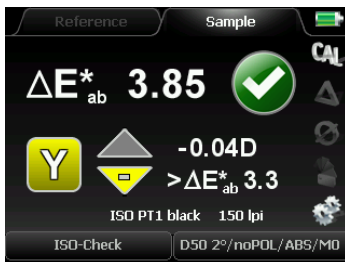 Reference Sample
CAL
ΔE*ab 3.85
Y -0.04D
>ΔE*ab 3.3
ISO PT1 black 150 lpi
ISO-Check D50 2°/noPOL/ABS/M0